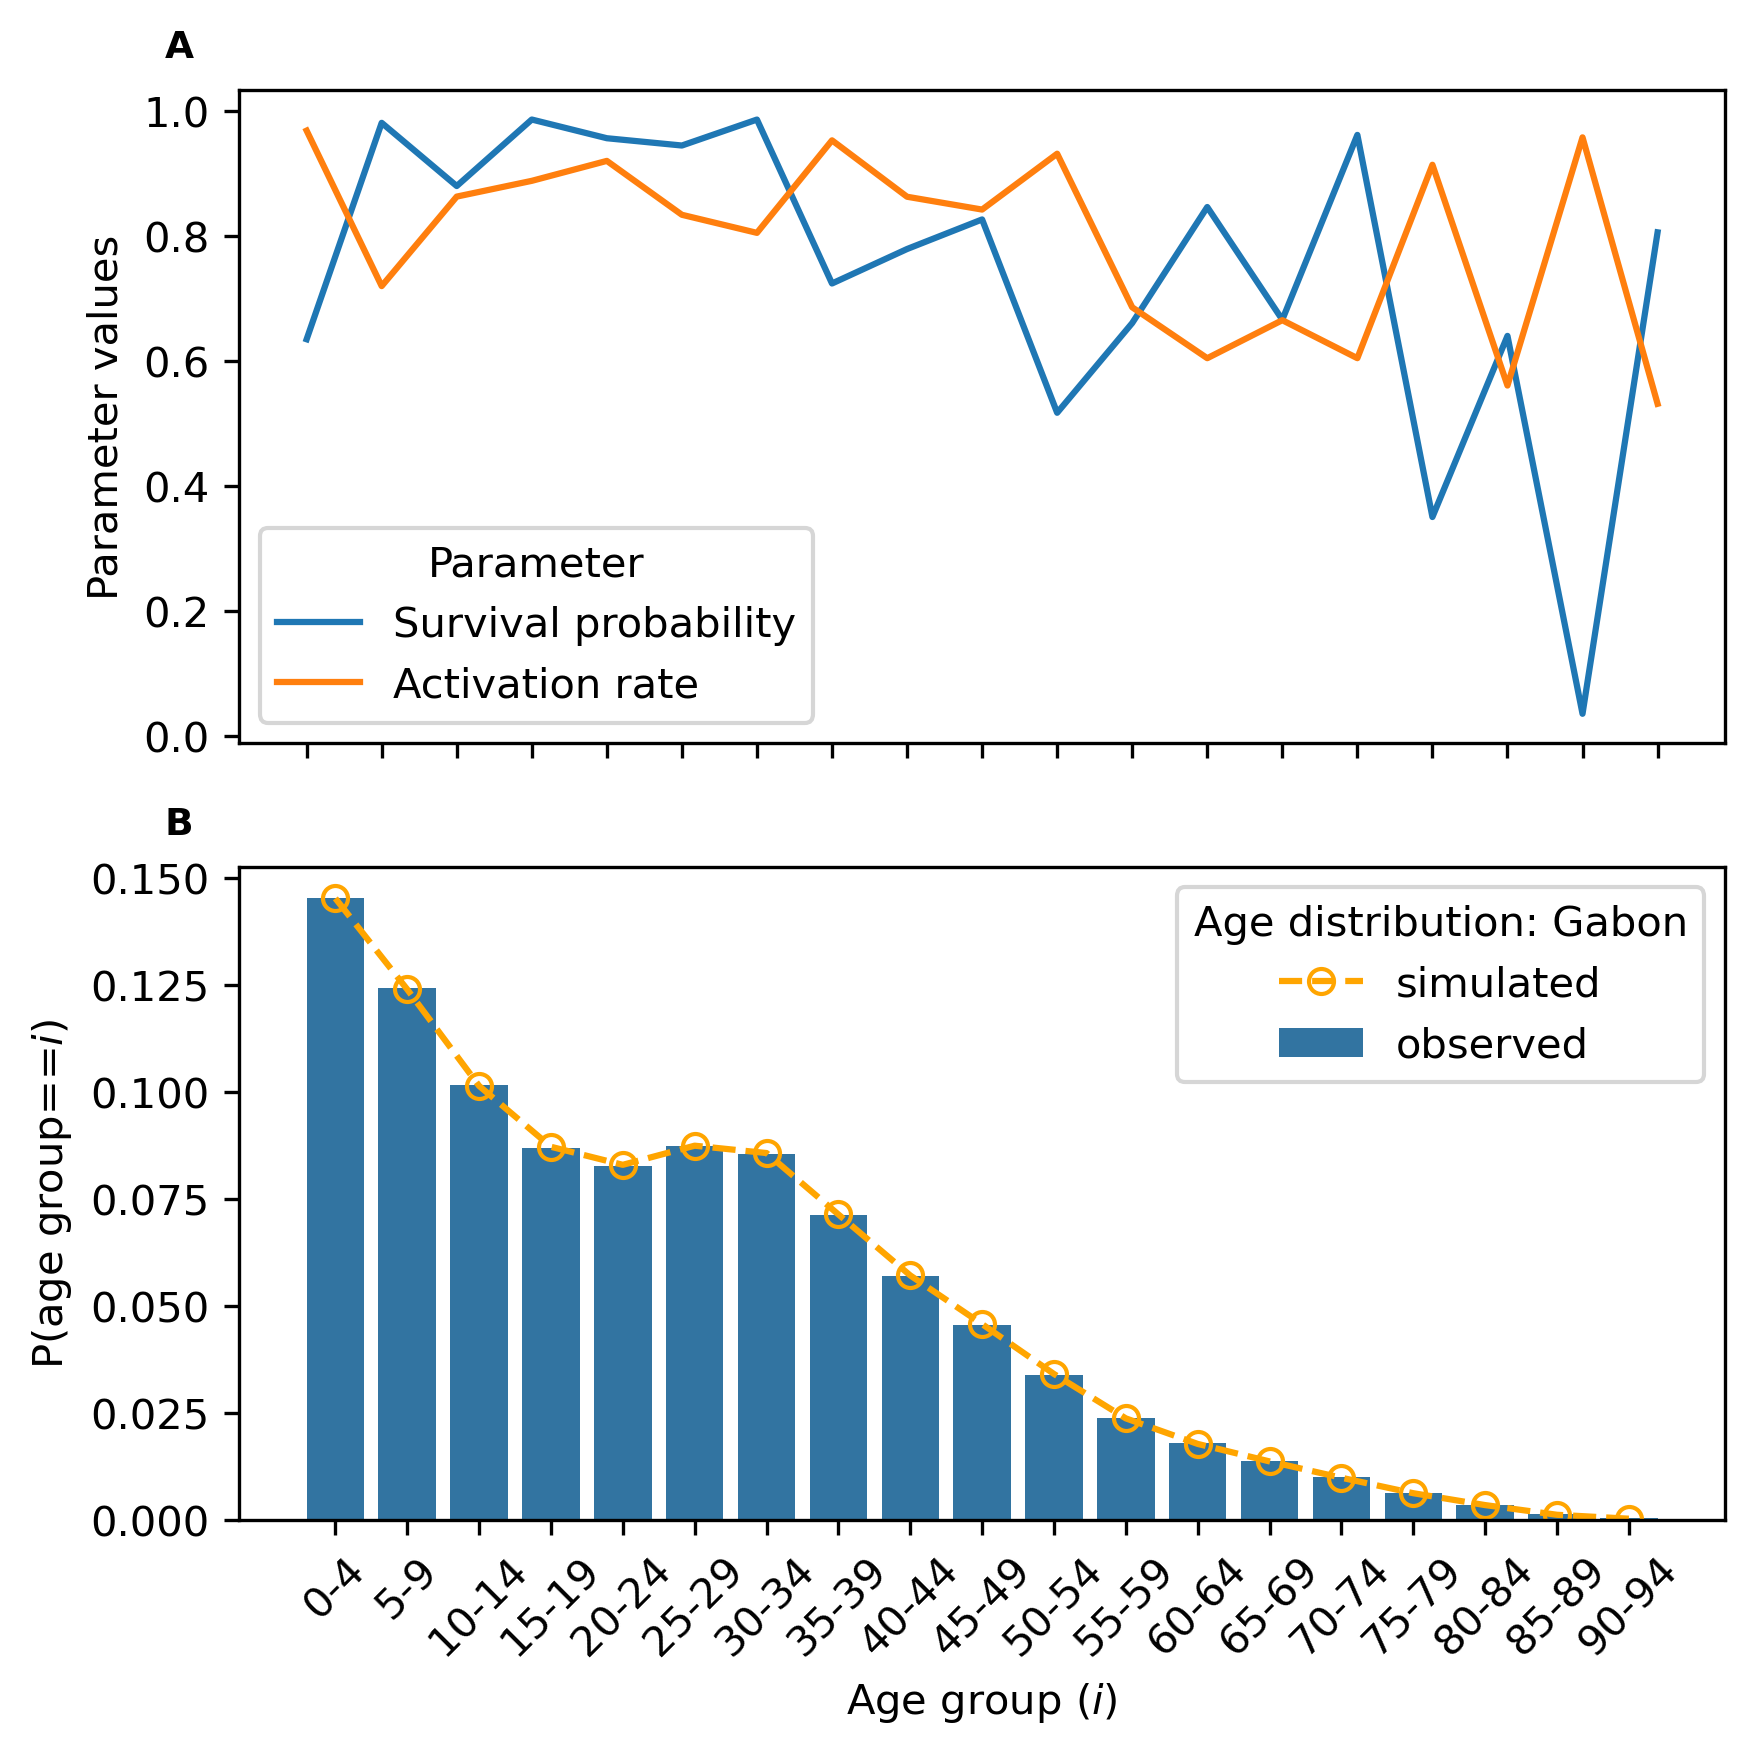 A
1.0
0.8
0.6
0.4
0.2
0.0
Parameter values
Parameter
Survival probability
Activation rate
B
0.150
0.125
0.100
0.075
0.050
0.025
0.000
P(age group==i)
Age distribution: Gabon
simulated
observed
0-4
5-9
10-14
15-19
20-24
25-29
30-34
35-39
40-44
45-49
50-54
55-59
60-64
65-69
70-74
75-79
80-84
85-89
90-94
Age group (i)